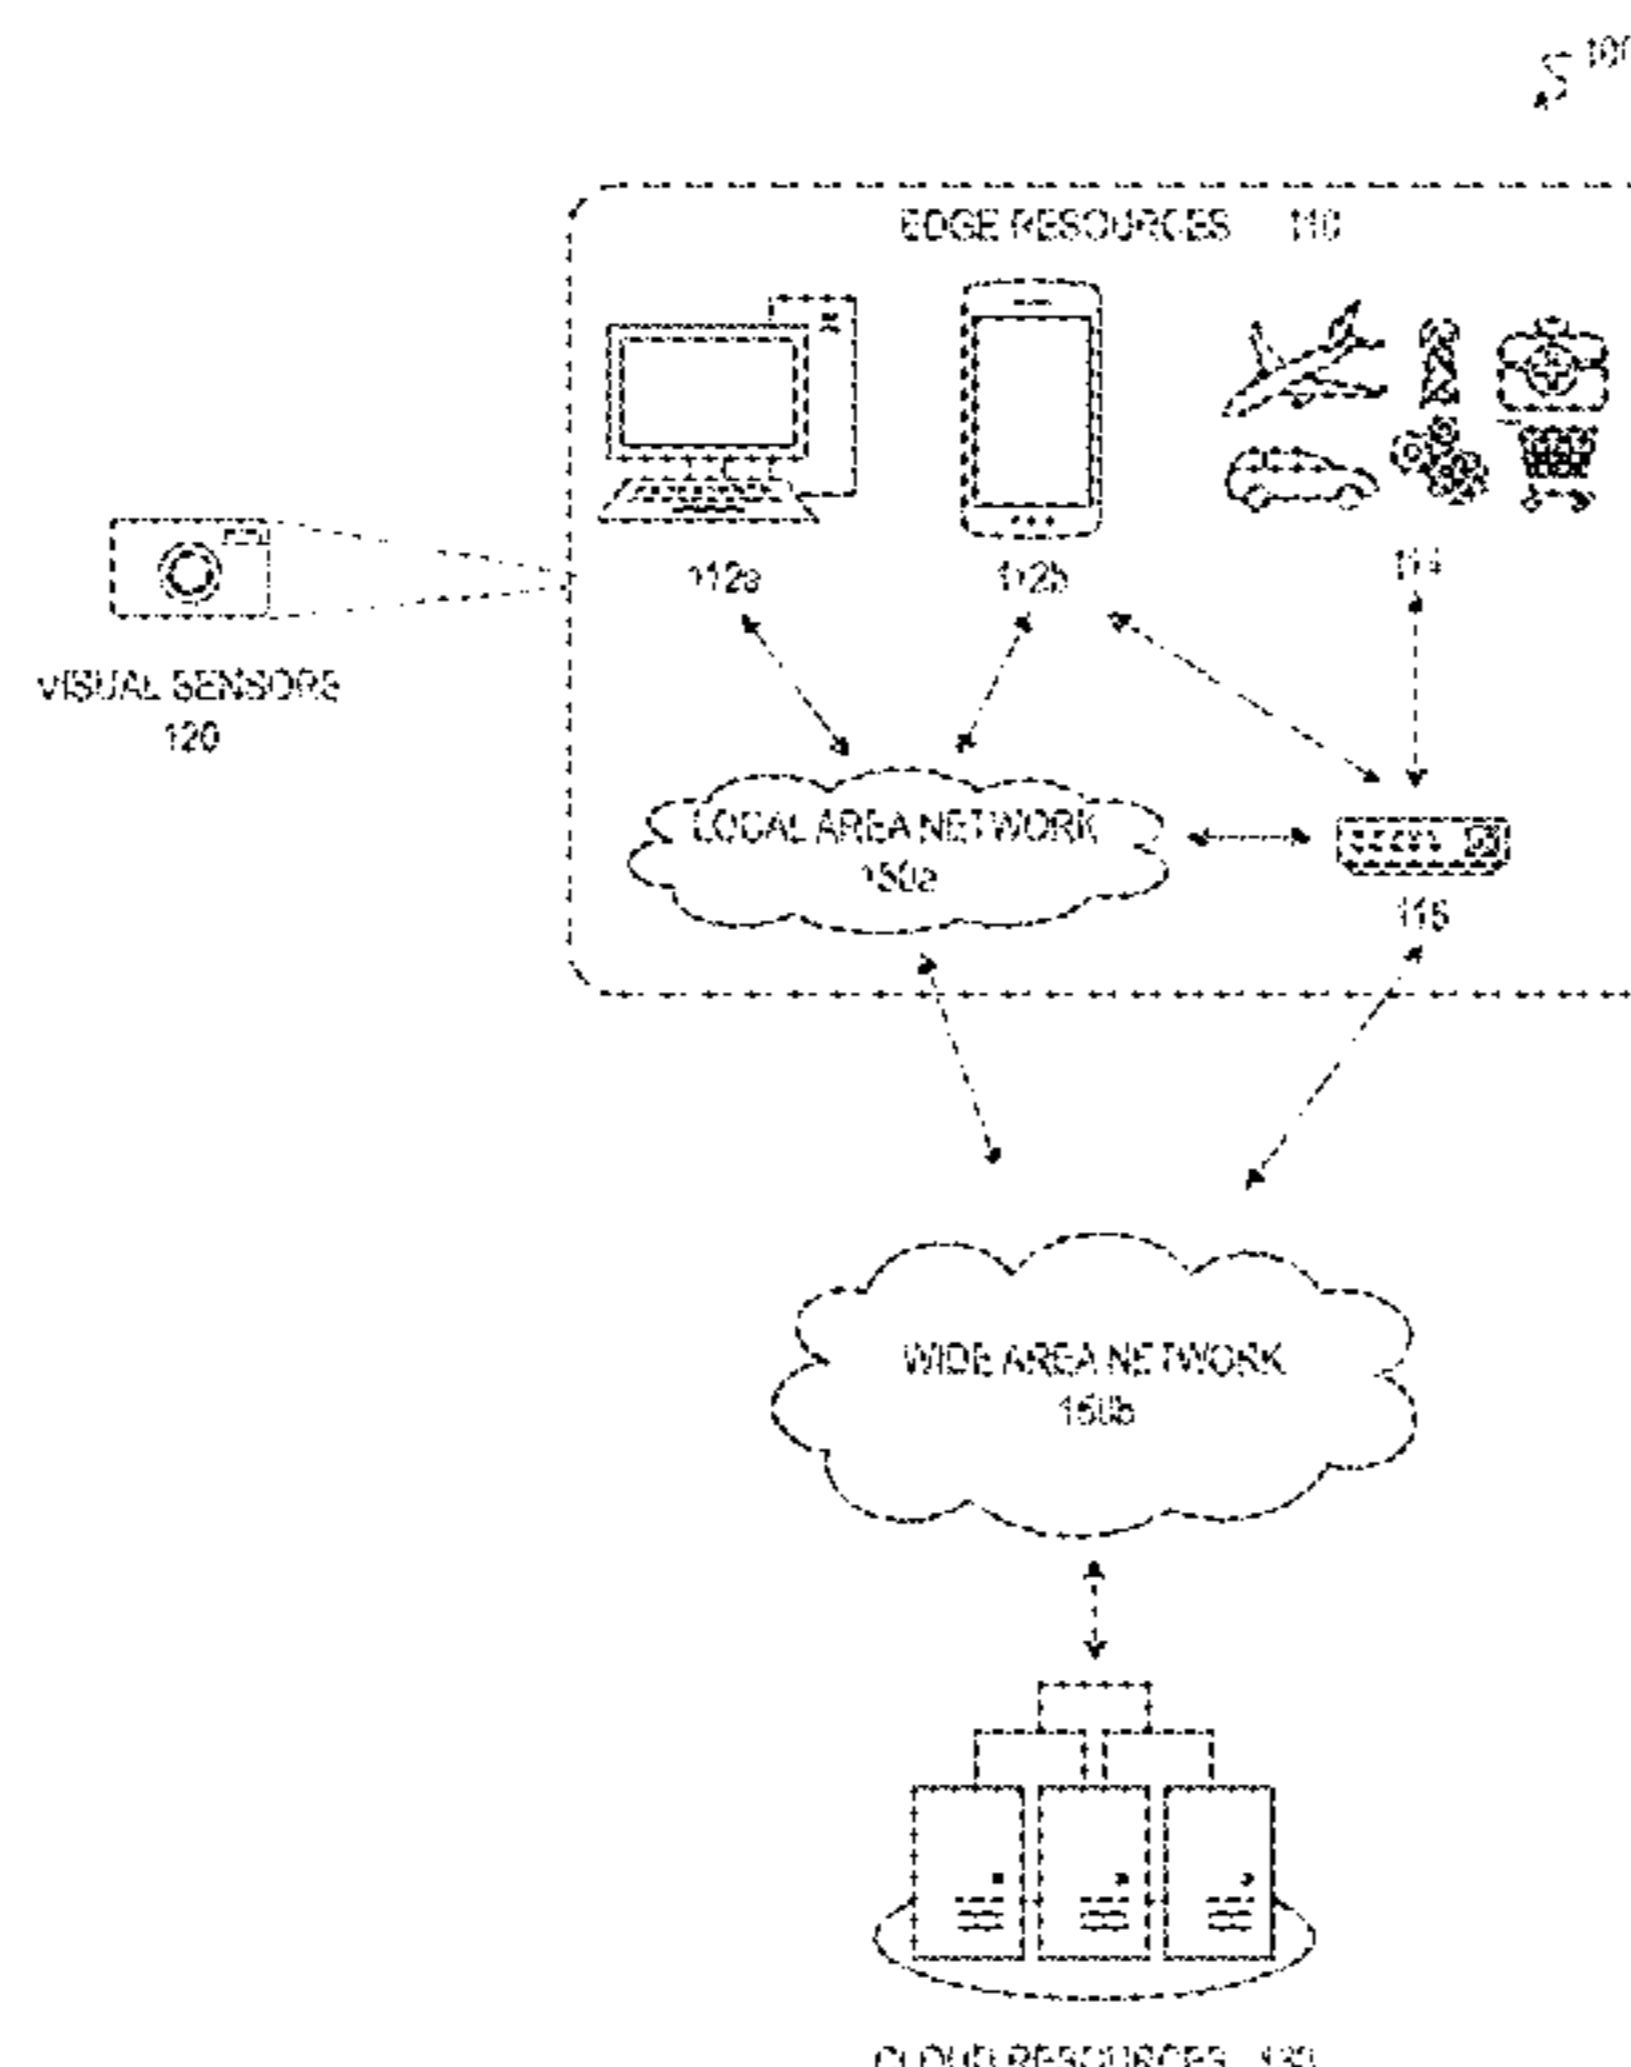 100
EDGE RESOURCES 110
112a
112b
114
VISUAL SENSORS
120
LOCAL AREA NETWORK
150a
116
WIDE AREA NETWORK
150b
CLOUD RESOURCES 130